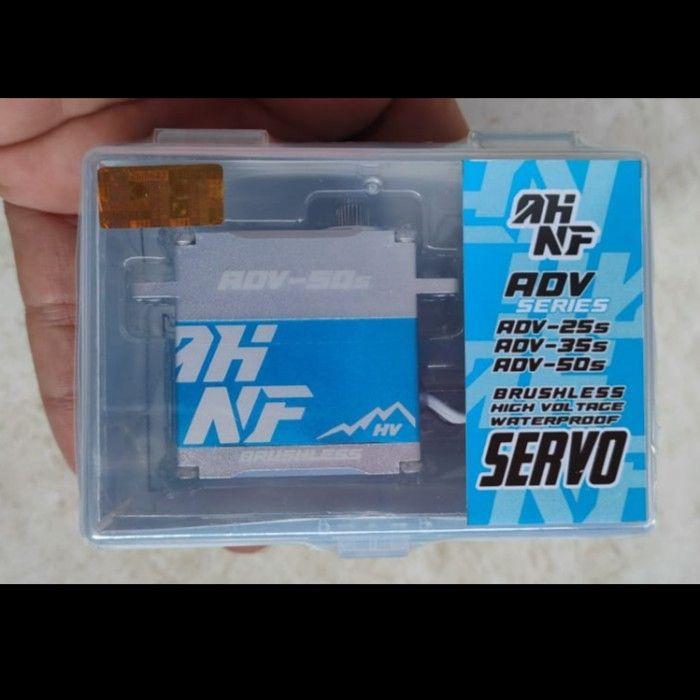 ADV-50s
AH
NF
HV
BRUSHLESS
AH
NF
ADV
SERIES
ADV-25s
ADV-35s
ADV-50s
BRUSHLESS
HIGH VOLTAGE
WATERPROOF
SERVO